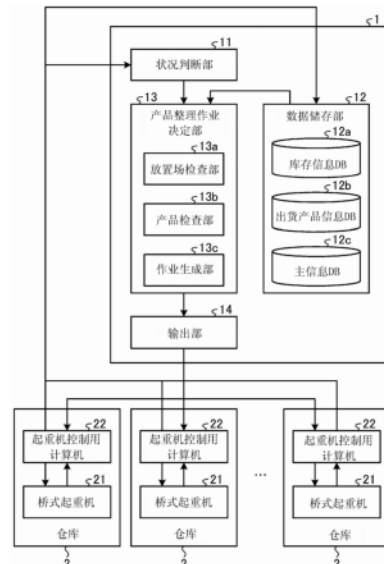 1
11
状况判断部
13
产品整理作业
决定部
13a
放置场检查部
13b
产品检查部
13c
作业生成部
12
数据储存部
12a
库存信息DB
12b
出货产品信息DB
12c
主信息DB
14
输出部
22
起重机控制用
计算机
21
桥式起重机
仓库
22
起重机控制用
计算机
21
桥式起重机
仓库
...
22
起重机控制用
计算机
21
桥式起重机
仓库